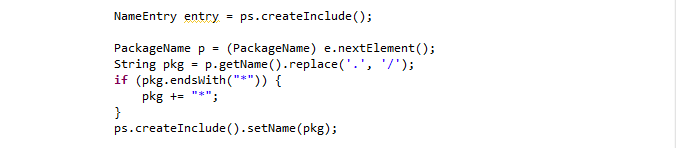 NameEntry entry = ps.createInclude();
PackageName p = (PackageName) e.nextElement();
String pkg = p.getName().replace('.', '/');
if (pkg.endsWith("*")) {
pkg += "*";
}
ps.createInclude().setName(pkg);